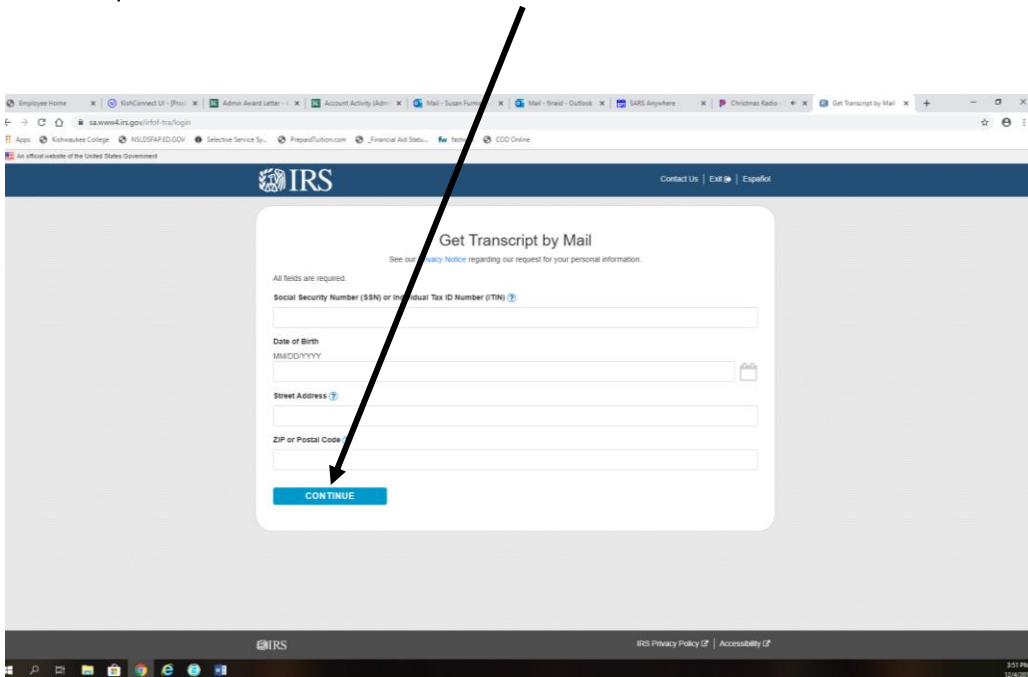 Employee Home
KishConnect UI - [Prod
Admin Award Letter -
Account Activity (Adm
Mail - Susan
Mail - finaid - Outlook
SARS Anywhere
Christmas Radio -
Get Transcript by Mail
sa.www4.irs.gov/irfof-tra/login
Apps
Kishwaukee College
NSLDSFAP.ED.GOV
Selective Service Sy...
PrepaidTuition.com
_Financial Aid Statu...
COD Online
An official website of the United States Government
IRS
Contact Us | Exit | Español
Get Transcript by Mail
See our Notice regarding our request for your personal information.
All fields are required.
Social Security Number (SSN) or Individual Tax ID Number (ITIN) ?
Date of Birth
MM/DD/YYYY
Street Address ?
ZIP or Postal Code
CONTINUE
IRS
IRS Privacy Policy | Accessibility
3:51 PM